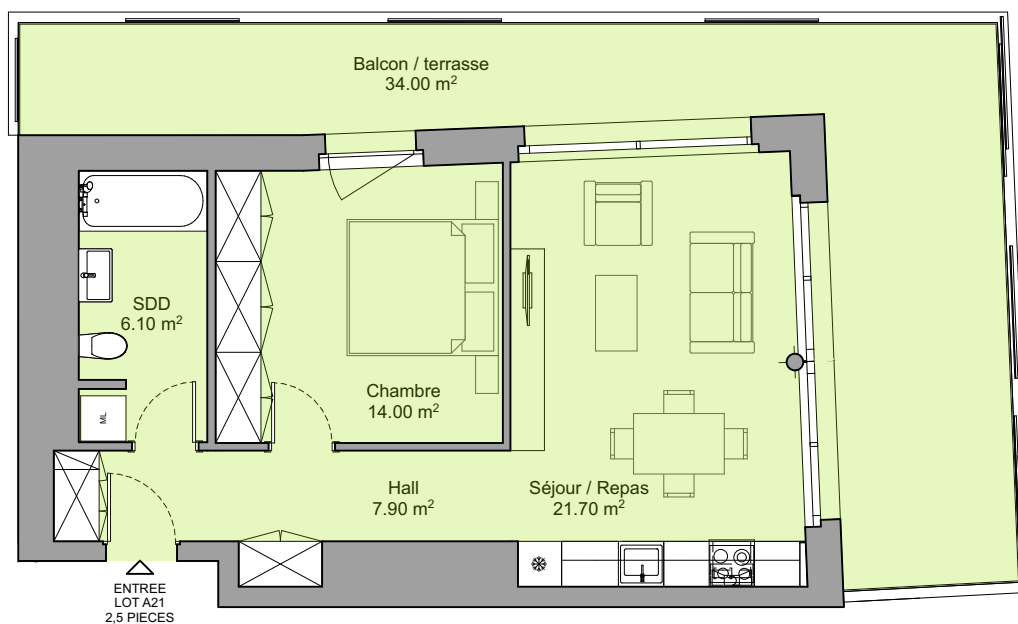 Balcon / terrasse
34.00 m²
SDD
6.10 m²
Chambre
14.00 m²
ML
Hall
7.90 m²
Séjour / Repas
21.70 m²
ENTREE
LOT A21
2,5 PIECES